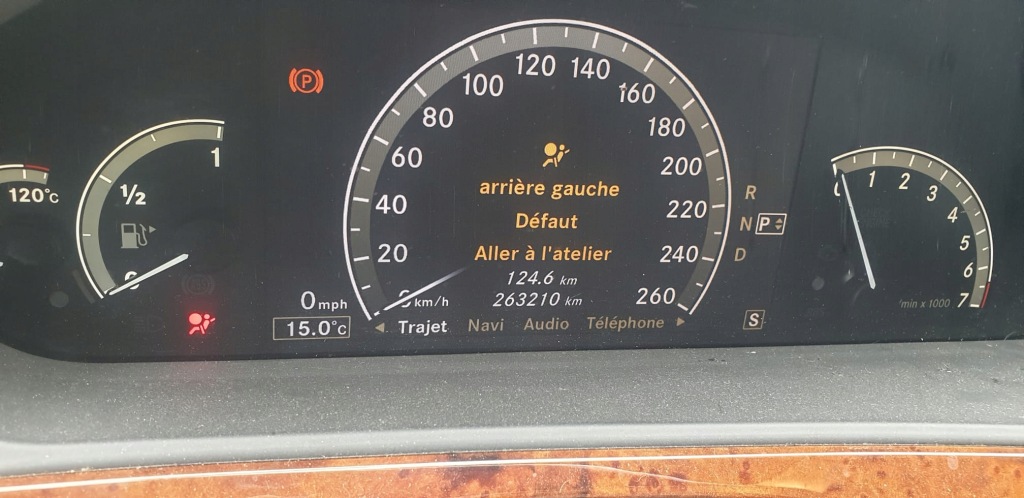 P
120°c
1
½
0
20
40
60
80
100
120
140
160
180
200
220
240
260
km/h
arrière gauche
Défaut
Aller à l'atelier
124.6 km
263210 km
0 mph
15.0°c
Trajet Navi Audio Téléphone
R
N P
D
S
1 2 3 4 5 6 7
'min x 1000